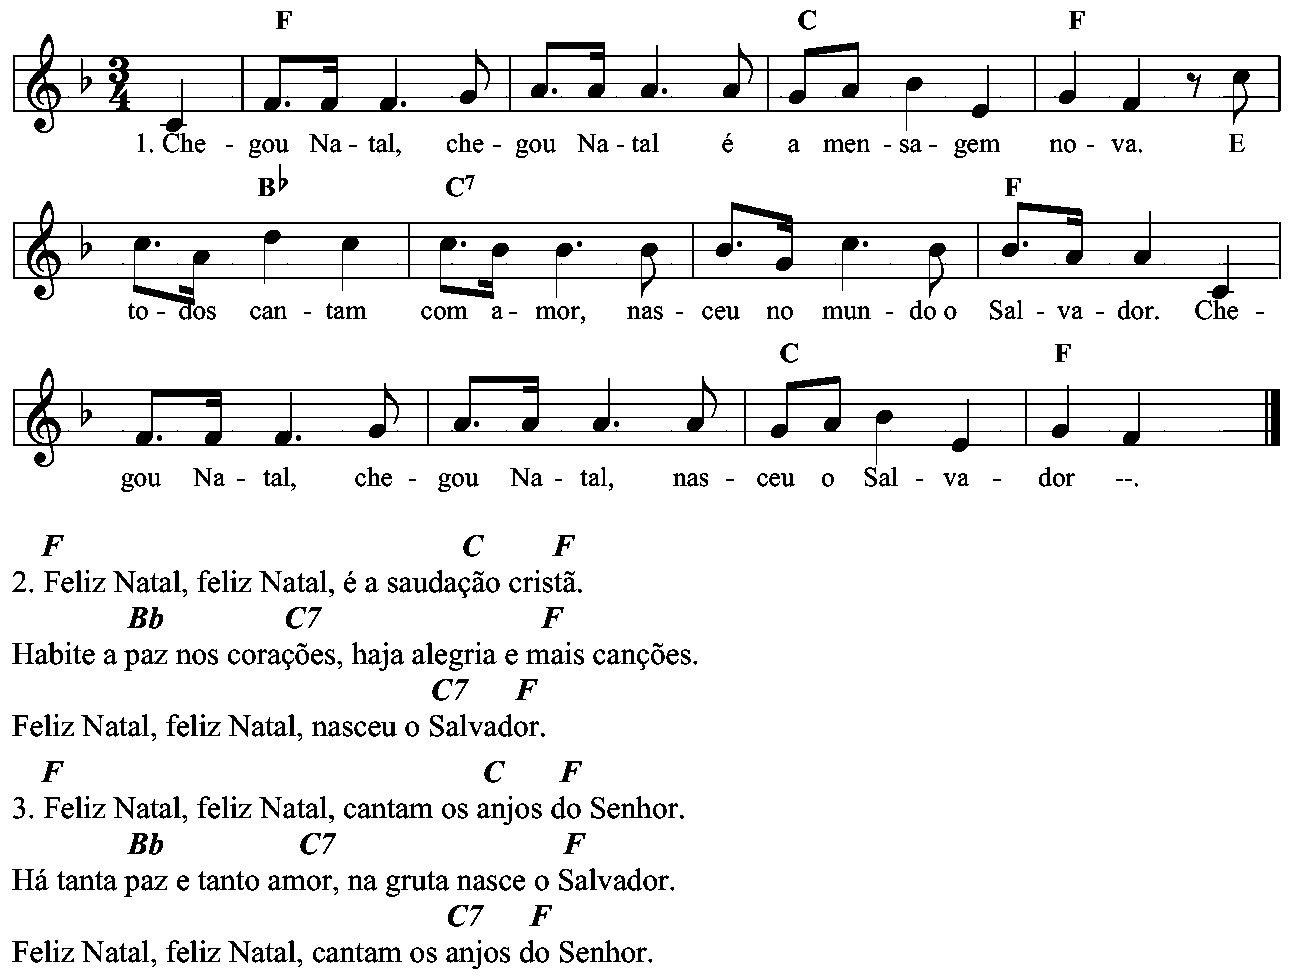 F C F
3
4
1. Che - gou Na - tal, che - gou Na - tal é a men - sa - gem no - va. E
B♭ C7 F
to - dos can - tam com a - mor, nas - ceu no mun - do o Sal - va - dor. Che -
C F
gou Na - tal, che - gou Na - tal, nas - ceu o Sal - va - dor --.
F C F
2. Feliz Natal, feliz Natal, é a saudação cristã.
Bb C7 F
Habite a paz nos corações, haja alegria e mais canções.
C7 F
Feliz Natal, feliz Natal, nasceu o Salvador.
F C F
3. Feliz Natal, feliz Natal, cantam os anjos do Senhor.
Bb C7 F
Há tanta paz e tanto amor, na gruta nasce o Salvador.
C7 F
Feliz Natal, feliz Natal, cantam os anjos do Senhor.